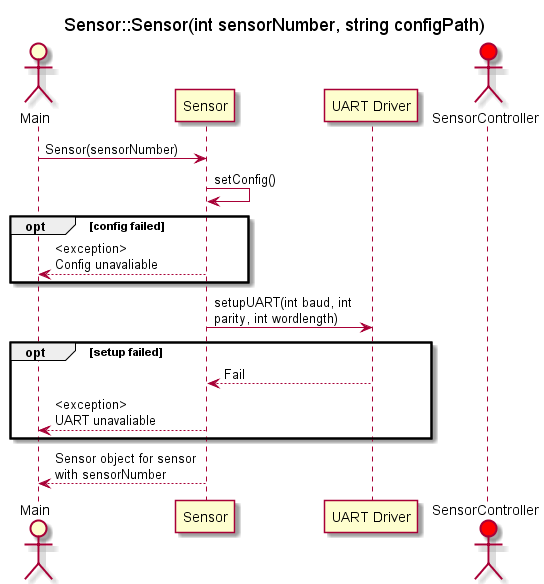 Sensor::Sensor(int sensorNumber, string configPath)
Main
Sensor
UART Driver
SensorController
Sensor(sensorNumber)
setConfig()
opt [config failed]
<exception>
Config unavaliable
setupUART(int baud, int
parity, int wordlength)
opt [setup failed]
Fail
<exception>
UART unavaliable
Sensor object for sensor
with sensorNumber
Main
Sensor
UART Driver
SensorController